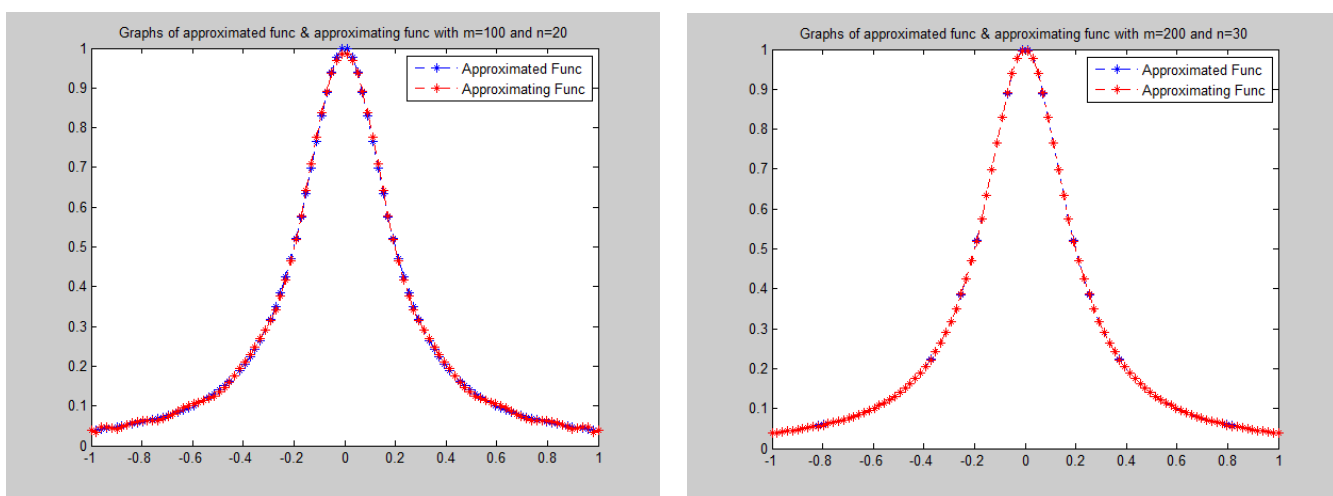 Graphs of approximated func & approximating func with m=100 and n=20
1
0.9
0.8
0.7
0.6
0.5
0.4
0.3
0.2
0.1
0
-1 -0.8 -0.6 -0.4 -0.2 0 0.2 0.4 0.6 0.8 1
Approximated Func
Approximating Func
Graphs of approximated func & approximating func with m=200 and n=30
1
0.9
0.8
0.7
0.6
0.5
0.4
0.3
0.2
0.1
0
-1 -0.8 -0.6 -0.4 -0.2 0 0.2 0.4 0.6 0.8 1
Approximated Func
Approximating Func